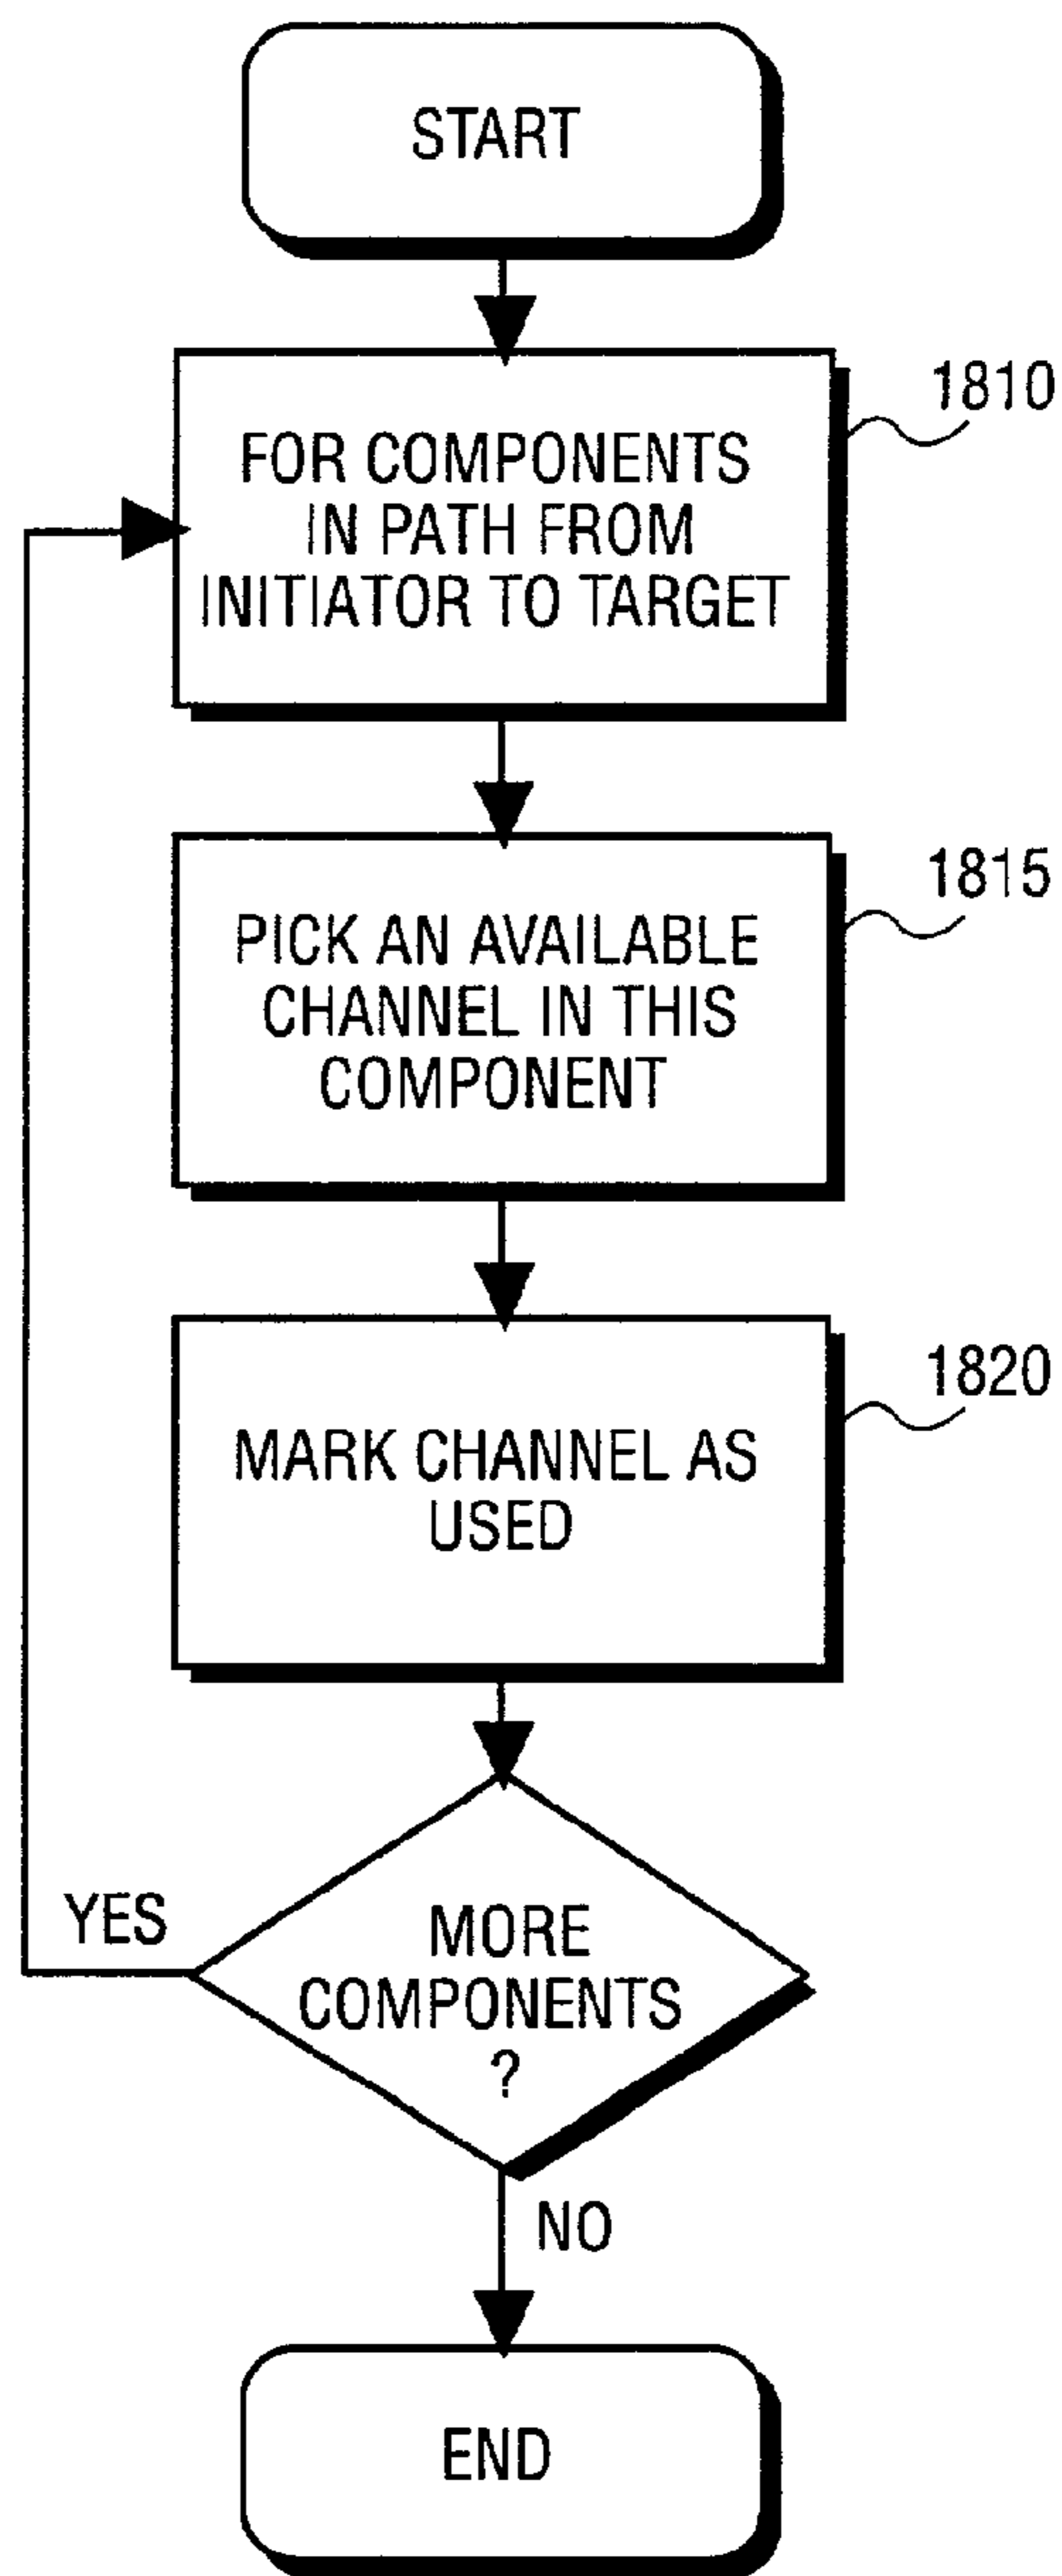 START
FOR COMPONENTS
IN PATH FROM
INITIATOR TO TARGET
1810
PICK AN AVAILABLE
CHANNEL IN THIS
COMPONENT
1815
MARK CHANNEL AS
USED
1820
MORE
COMPONENTS
?
YES
NO
END